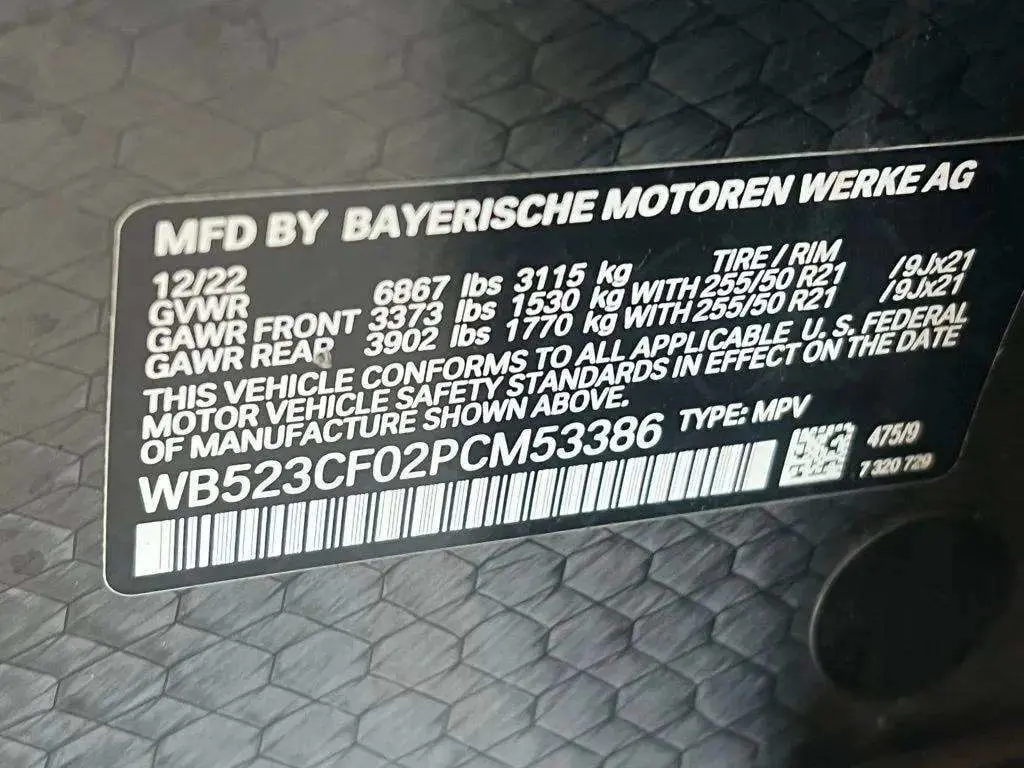 MFD BY BAYERISCHE MOTOREN WERKE AG
12/22 TIRE / RIM
GVWR 6867 lbs 3115 kg
GAWR FRONT 3373 lbs 1530 kg WITH 255/50 R21 /9Jx21
GAWR REAR 3902 lbs 1770 kg WITH 255/50 R21 /9Jx21
THIS VEHICLE CONFORMS TO ALL APPLICABLE U. S. FEDERAL
MOTOR VEHICLE SAFETY STANDARDS IN EFFECT ON THE DATE
OF MANUFACTURE SHOWN ABOVE.
WB523CF02PCM53386 TYPE: MPV
475/9
7 320 729